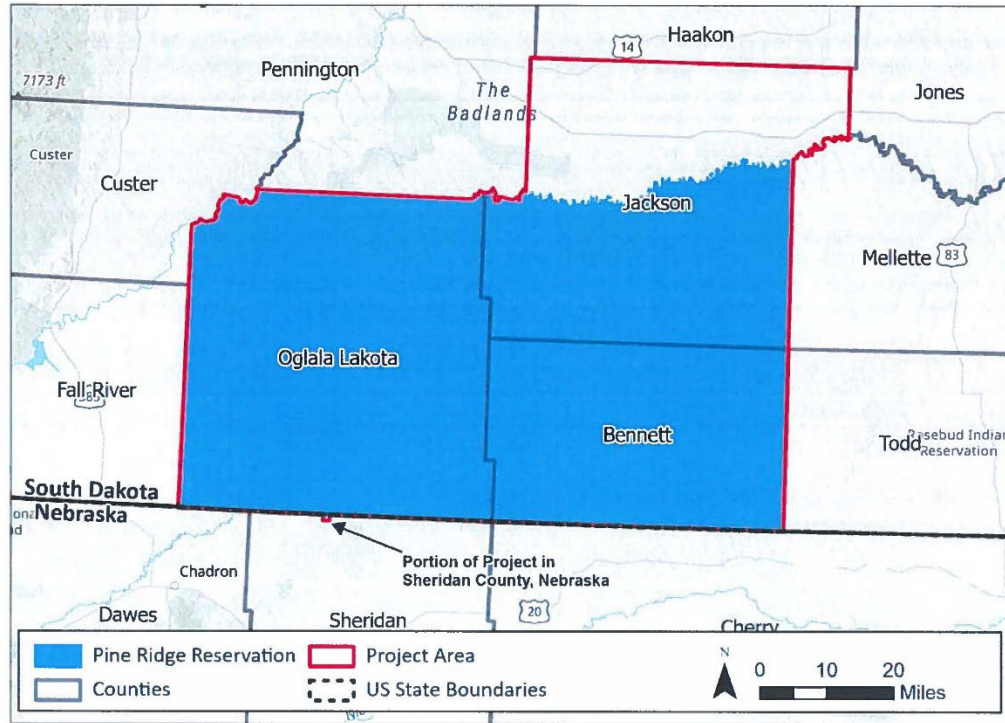 Haakon
14
Pennington
7173 ft
The
Badlands
Jones
Custer
Custer
Jackson
Mellette
83
Oglala Lakota
Fall River
385
Bennett
Todd
Rosebud Indian
Reservation
South Dakota
Nebraska
Portion of Project in
Sheridan County, Nebraska
Chadron
Dawes
Sheridan
20
Cherry
Pine Ridge Reservation
Project Area
Counties
US State Boundaries
N
0 10 20
Miles